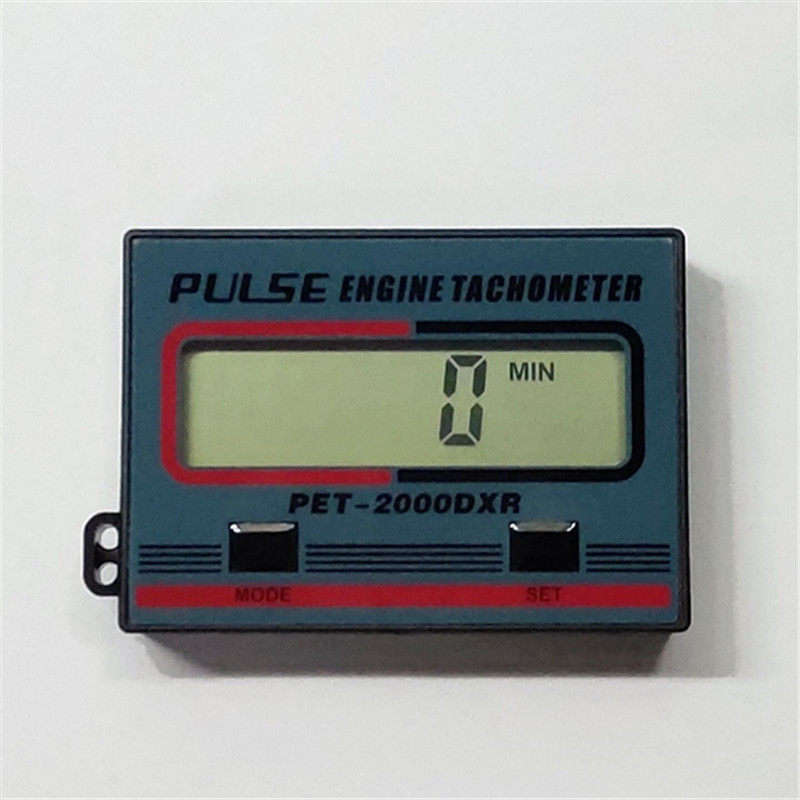 PULSE ENGINE TACHOMETER
0 MIN
PET-2000DXR
MODE SET